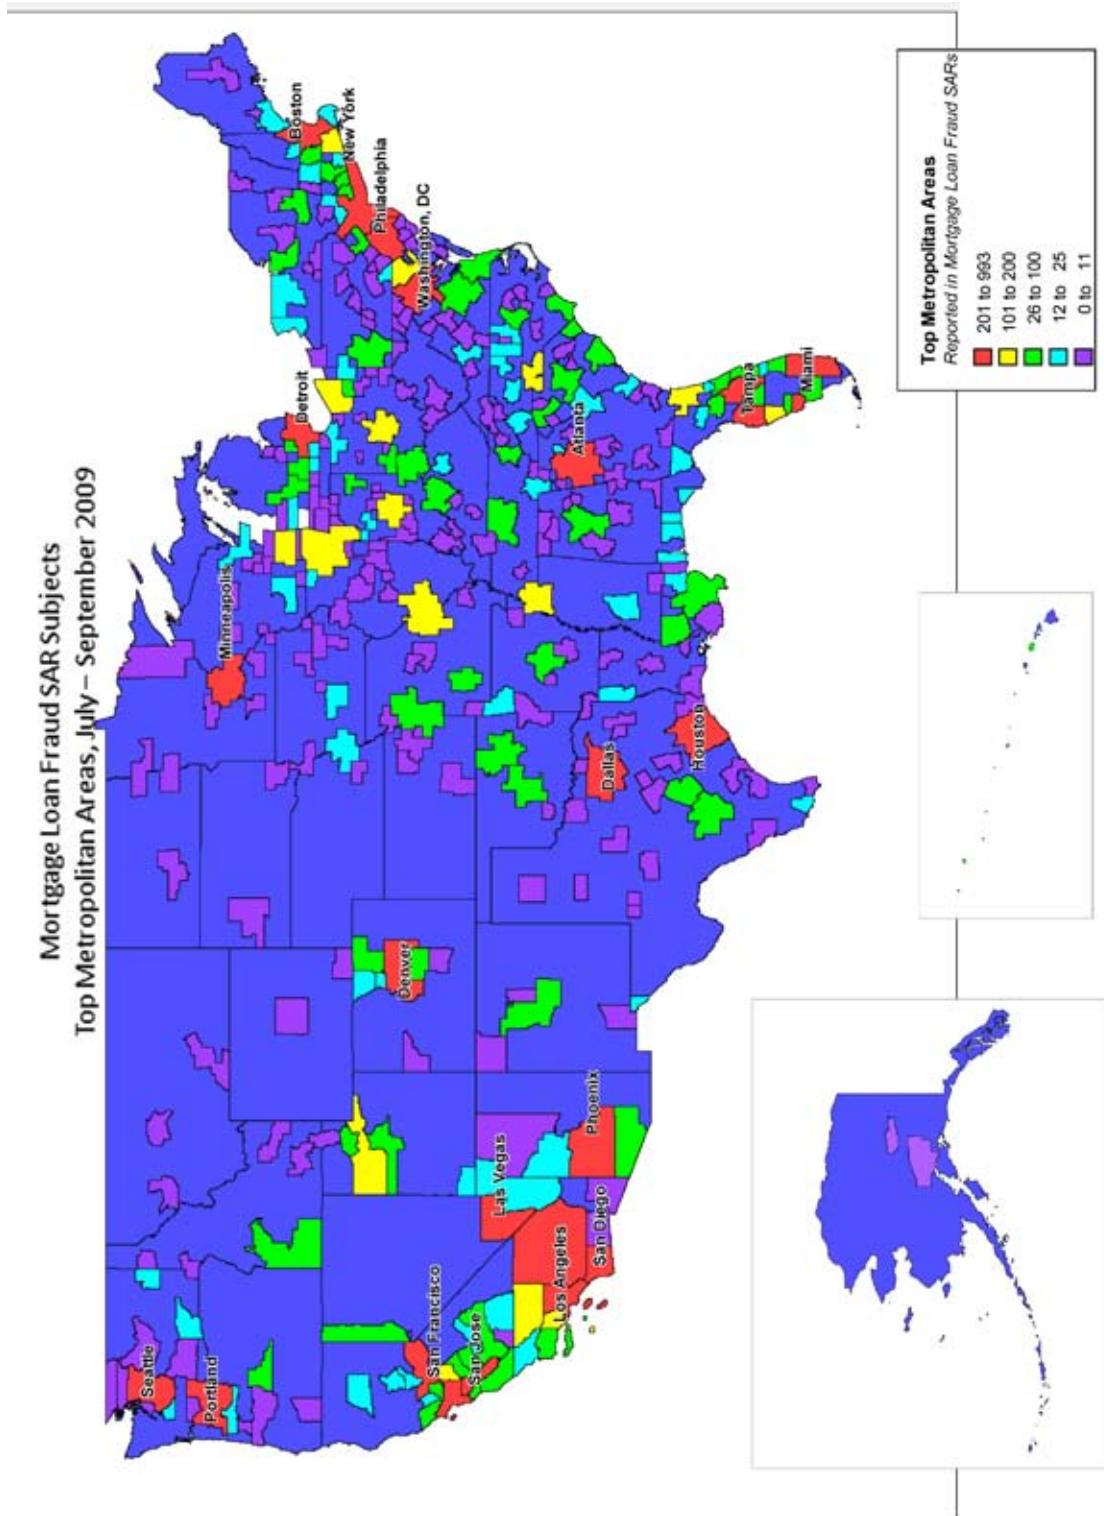 Mortgage Loan Fraud SAR Subjects
Top Metropolitan Areas, July – September 2009
Seattle
Portland
Minneapolis
Detroit
Boston
New York
Philadelphia
Washington, DC
San Francisco
San Jose
Las Vegas
Los Angeles
San Diego
Phoenix
Denver
Dallas
Houston
Atlanta
Tampa
Miami
Top Metropolitan Areas
Reported in Mortgage Loan Fraud SARs
201 to 993
101 to 200
26 to 100
12 to 25
0 to 11